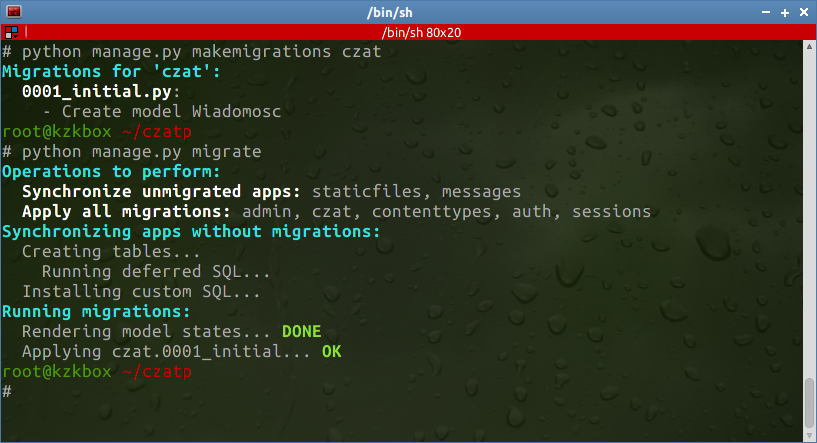 /bin/sh
/bin/sh 80x20
# python manage.py makemigrations czat
Migrations for 'czat':
  0001_initial.py:
    - Create model Wiadomosc
root@kzkbox ~/czatp
# python manage.py migrate
Operations to perform:
  Synchronize unmigrated apps: staticfiles, messages
  Apply all migrations: admin, czat, contenttypes, auth, sessions
Synchronizing apps without migrations:
  Creating tables...
    Running deferred SQL...
  Installing custom SQL...
Running migrations:
  Rendering model states... DONE
  Applying czat.0001_initial... OK
root@kzkbox ~/czatp
#